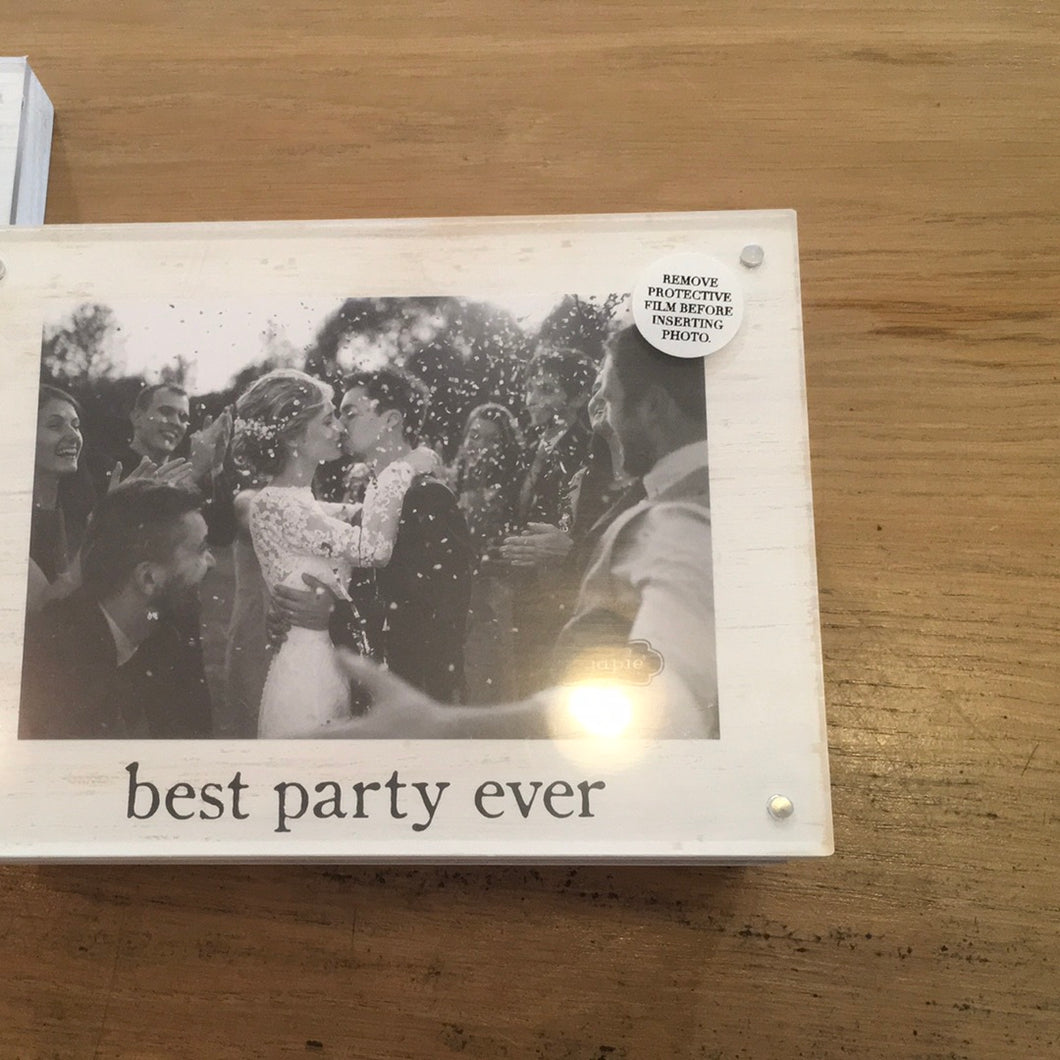 REMOVE
PROTECTIVE
FILM BEFORE
INSERTING
PHOTO.
best party ever